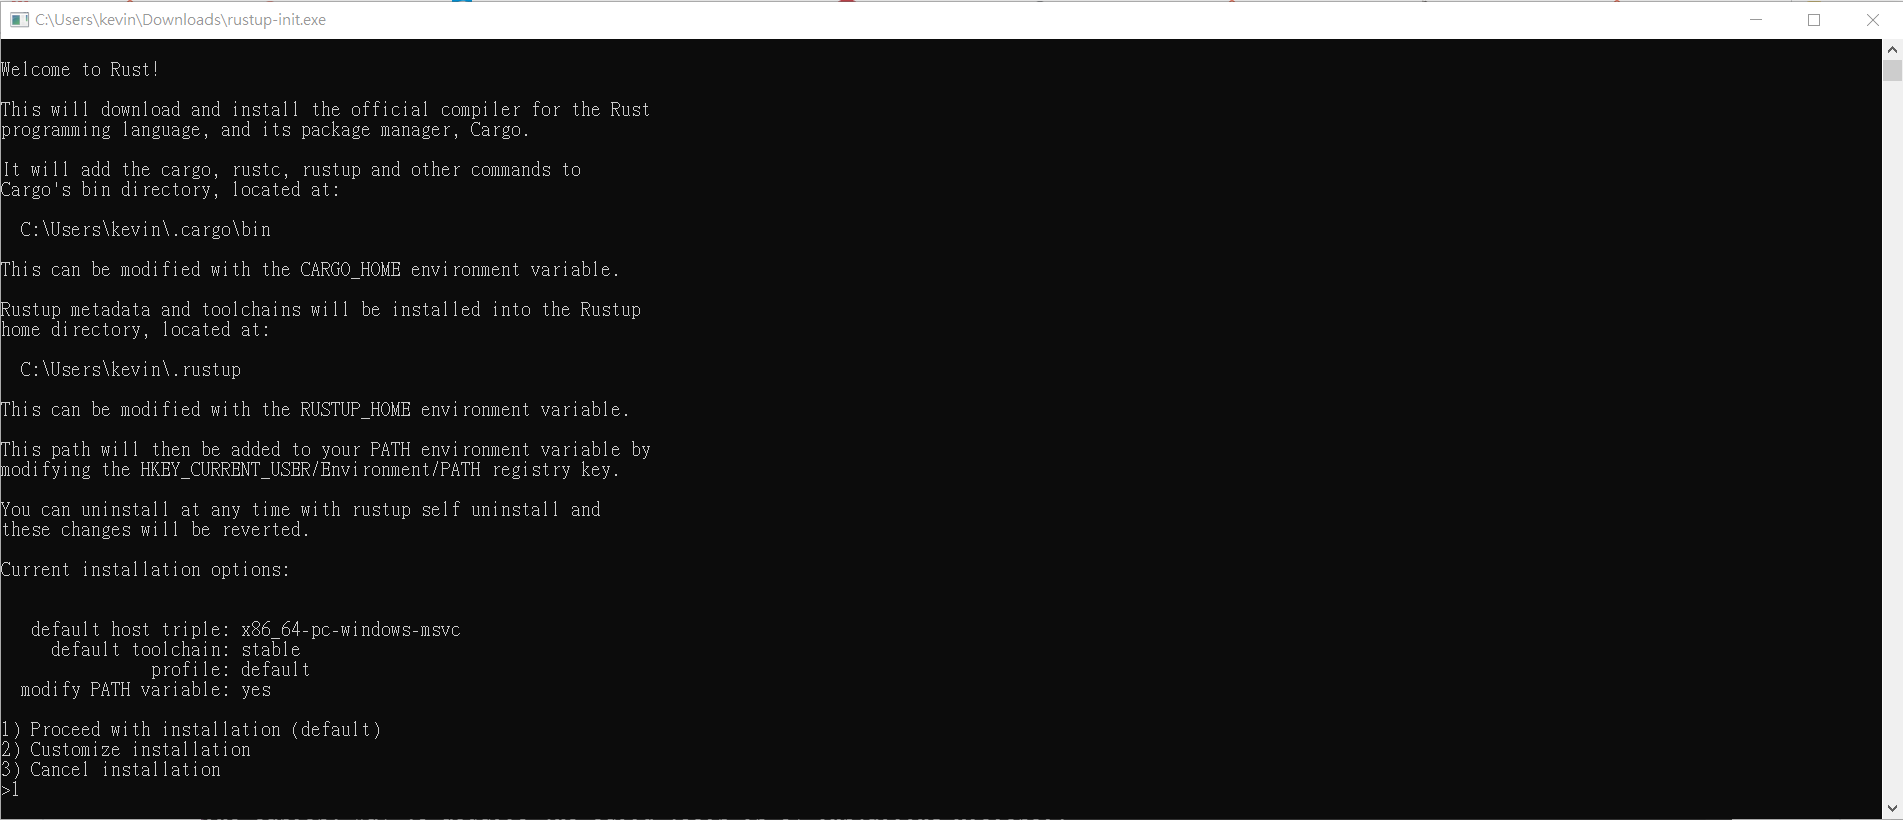 C:\Users\kevin\Downloads\rustup-init.exe
Welcome to Rust!
This will download and install the official compiler for the Rust
programming language, and its package manager, Cargo.
It will add the cargo, rustc, rustup and other commands to
Cargo's bin directory, located at:
C:\Users\kevin\.cargo\bin
This can be modified with the CARGO_HOME environment variable.
Rustup metadata and toolchains will be installed into the Rustup
home directory, located at:
C:\Users\kevin\.rustup
This can be modified with the RUSTUP_HOME environment variable.
This path will then be added to your PATH environment variable by
modifying the HKEY_CURRENT_USER/Environment/PATH registry key.
You can uninstall at any time with rustup self uninstall and
these changes will be reverted.
Current installation options:
default host triple: x86_64-pc-windows-msvc
default toolchain: stable
profile: default
modify PATH variable: yes
1) Proceed with installation (default)
2) Customize installation
3) Cancel installation
>1